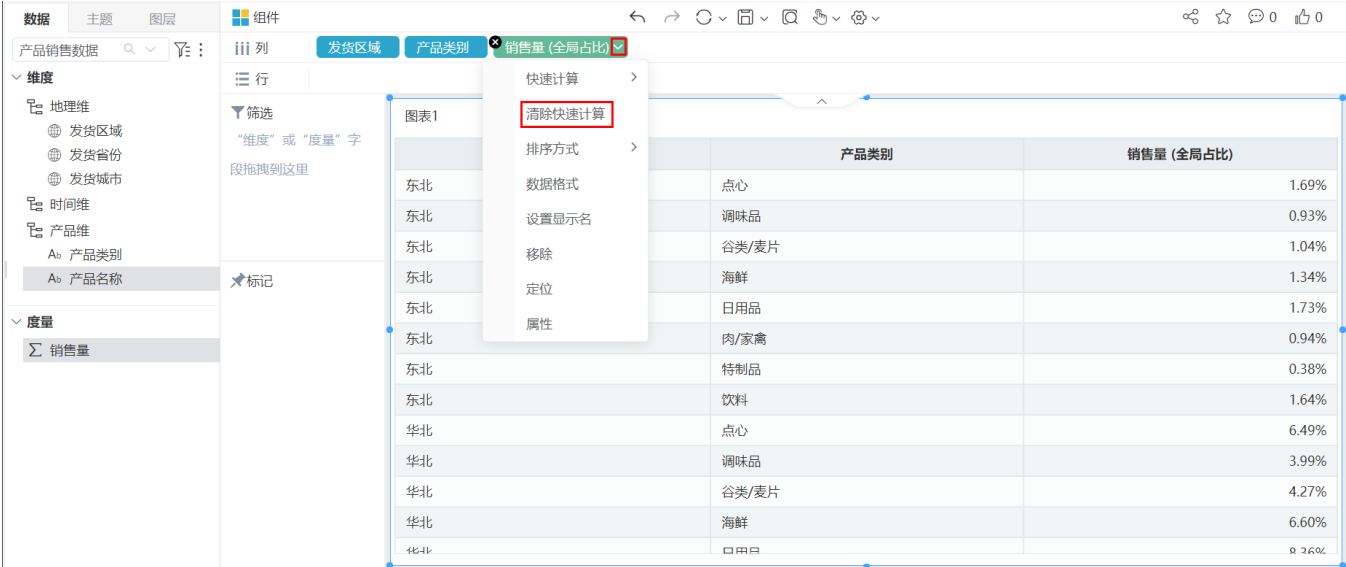 数据 主题 图层
组件
0 0
产品销售数据
列 发货区域 产品类别 销售量 (全局占比)
维度
行
地理维
发货区域
发货省份
发货城市
时间维
产品维
Ab 产品类别
Ab 产品名称
度量
∑ 销售量
筛选
“维度”或“度量”字
段拖拽到这里
标记
快速计算
清除快速计算
排序方式
数据格式
设置显示名
移除
定位
属性
图表1
产品类别 销售量 (全局占比)
东北 点心 1.69%
东北 调味品 0.93%
东北 谷类/麦片 1.04%
东北 海鲜 1.34%
东北 日用品 1.73%
东北 肉/家禽 0.94%
东北 特制品 0.38%
东北 饮料 1.64%
华北 点心 6.49%
华北 调味品 3.99%
华北 谷类/麦片 4.27%
华北 海鲜 6.60%
华北 日用品 8.36%